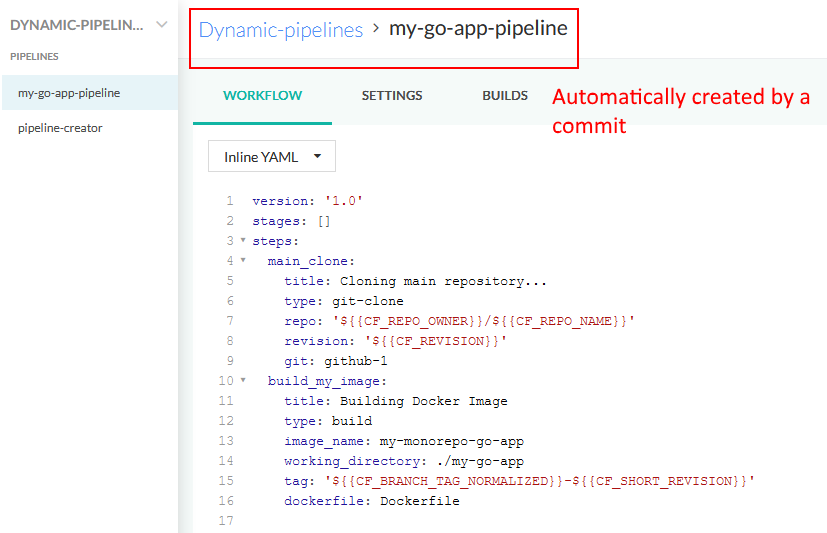 DYNAMIC-PIPELIN...
PIPELINES
my-go-app-pipeline
pipeline-creator
Dynamic-pipelines > my-go-app-pipeline
WORKFLOW SETTINGS BUILDS
Automatically created by a
commit
Inline YAML
1 version: '1.0'
2 stages: []
3 steps:
4 main_clone:
5 title: Cloning main repository...
6 type: git-clone
7 repo: '${{CF_REPO_OWNER}}/${{CF_REPO_NAME}}'
8 revision: '${{CF_REVISION}}'
9 git: github-1
10 build_my_image:
11 title: Building Docker Image
12 type: build
13 image_name: my-monorepo-go-app
14 working_directory: ./my-go-app
15 tag: '${{CF_BRANCH_TAG_NORMALIZED}}-${{CF_SHORT_REVISION}}'
16 dockerfile: Dockerfile
17